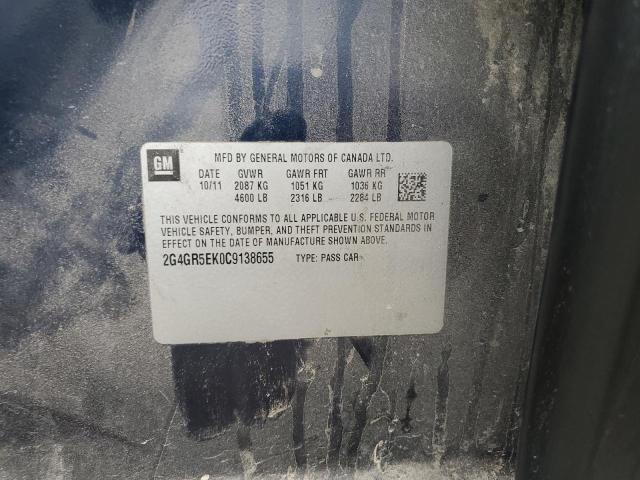 GM
MFD BY GENERAL MOTORS OF CANADA LTD.
DATE GVWR GAWR FRT GAWR RR
10/11 2087 KG 1051 KG 1036 KG
4600 LB 2316 LB 2284 LB
THIS VEHICLE CONFORMS TO ALL APPLICABLE U.S. FEDERAL MOTOR
VEHICLE SAFETY, BUMPER, AND THEFT PREVENTION STANDARDS IN
EFFECT ON THE DATE OF MANUFACTURE SHOWN ABOVE.
2G4GR5EK0C9138655 TYPE: PASS CAR